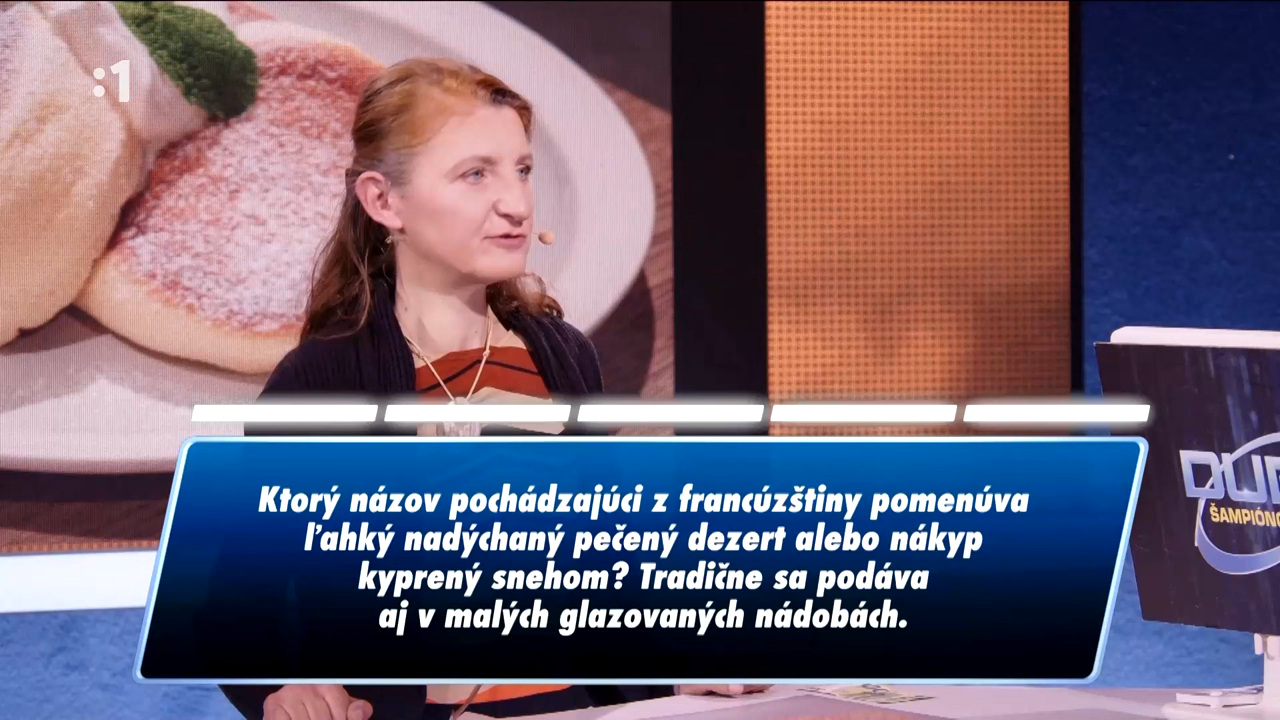 :1
Ktorý názov pochádzajúci z francúzštiny pomenúva
ľahký nadýchaný pečený dezert alebo nákyp
kyprený snehom? Tradične sa podáva
aj v malých glazovaných nádobách.